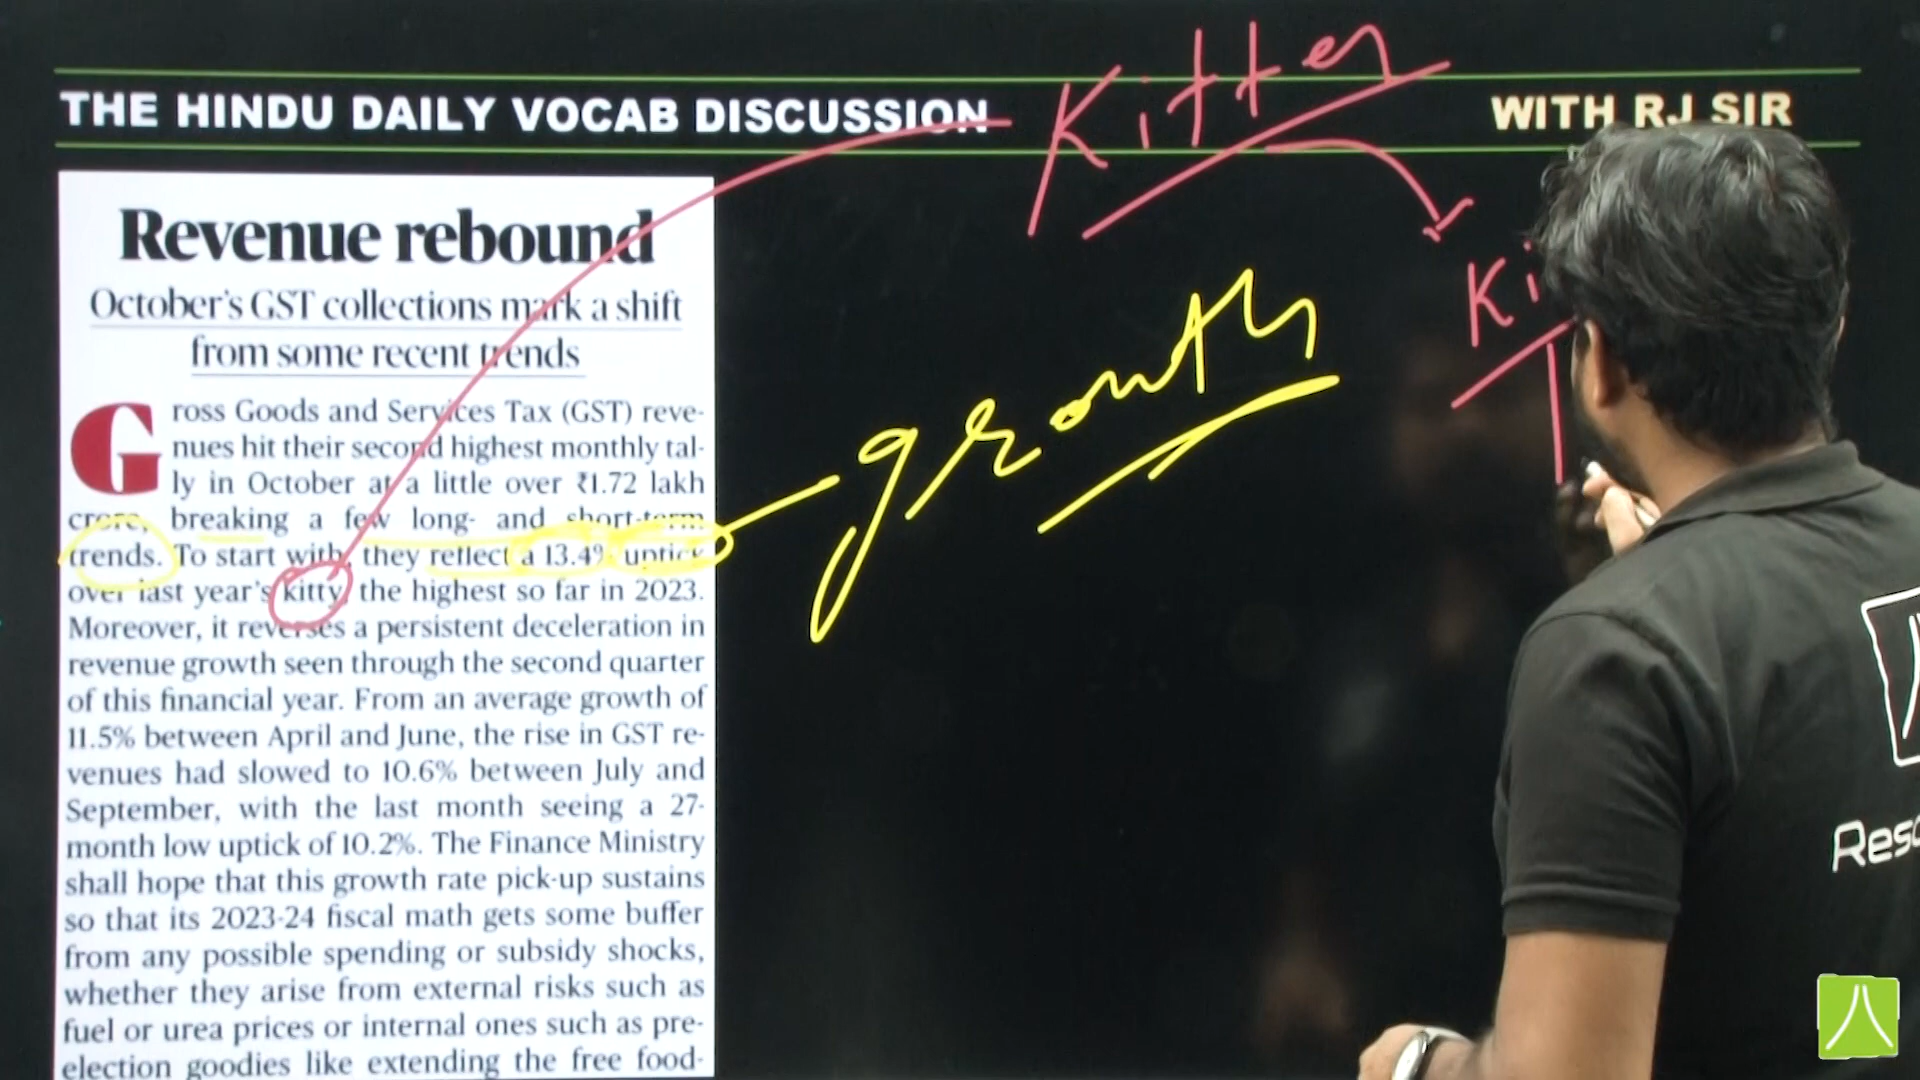 THE HINDU DAILY VOCAB DISCUSSION
WITH RJ SIR
Kitten
Ki
growth
Revenue rebound
October's GST collections mark a shift
from some recent trends
Gross Goods and Services Tax (GST) reve-
nues hit their second highest monthly tal-
ly in October at a little over ₹1.72 lakh
crore, breaking a few long- and short-term
trends. To start with, they reflect a 13.4% uptick
over last year's kitty, the highest so far in 2023.
Moreover, it reverses a persistent deceleration in
revenue growth seen through the second quarter
of this financial year. From an average growth of
11.5% between April and June, the rise in GST re-
venues had slowed to 10.6% between July and
September, with the last month seeing a 27-
month low uptick of 10.2%. The Finance Ministry
shall hope that this growth rate pick-up sustains
so that its 2023-24 fiscal math gets some buffer
from any possible spending or subsidy shocks,
whether they arise from external risks such as
fuel or urea prices or internal ones such as pre-
election goodies like extending the free food-
Reso